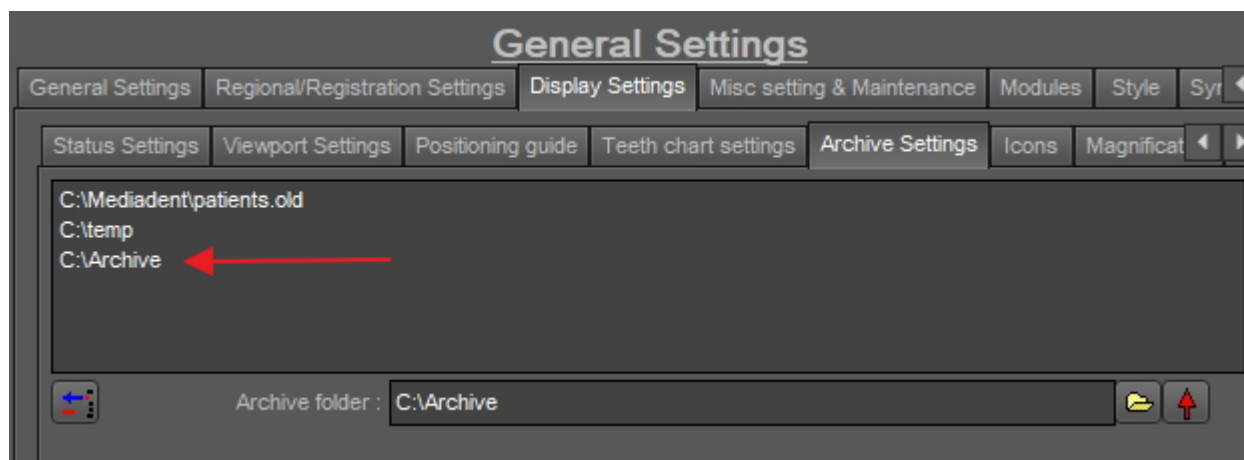 General Settings
General Settings Regional/Registration Settings Display Settings Misc setting & Maintenance Modules Style
Status Settings Viewport Settings Positioning guide Teeth chart settings Archive Settings Icons Magnificat
C:\Mediadent\patients.old
C:\temp
C:\Archive
Archive folder : C:\Archive